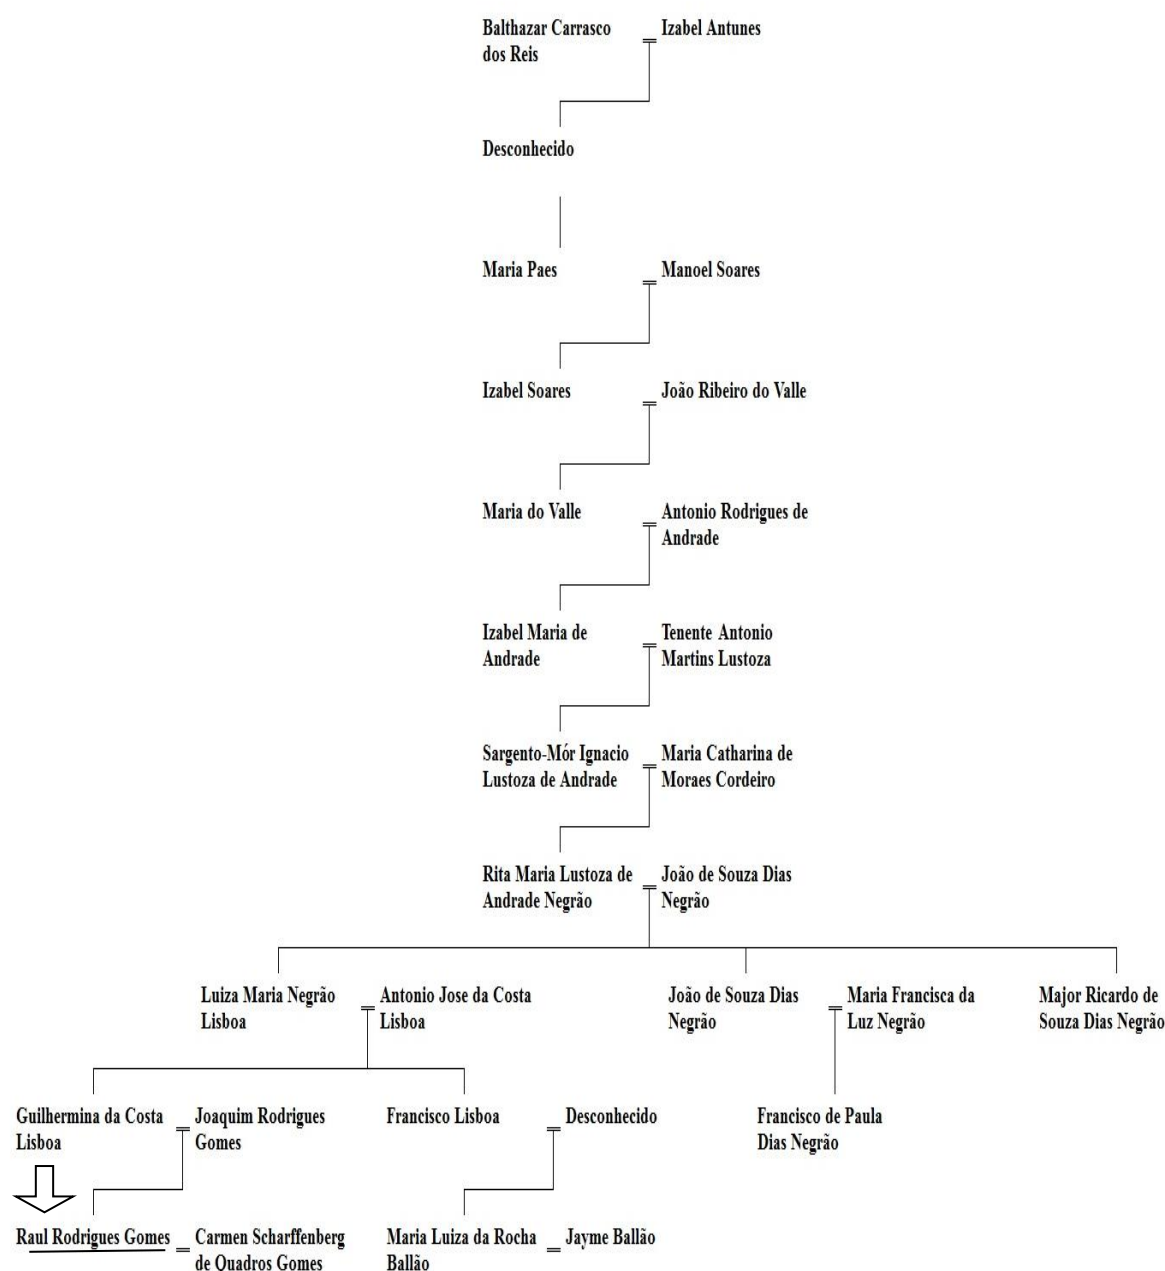 Balthazar Carrasco
dos Reis
Izabel Antunes
Desconhecido
Maria Paes
Manoel Soares
Izabel Soares
João Ribeiro do Valle
Maria do Valle
Antonio Rodrigues de
Andrade
Izabel Maria de
Andrade
Tenente Antonio
Martins Lustoza
Sargento-Mór Ignacio
Lustoza de Andrade
Maria Catharina de
Moraes Cordeiro
Rita Maria Lustoza de
Andrade Negrão
João de Souza Dias
Negrão
Luiza Maria Negrão
Lisboa
Antonio Jose da Costa
Lisboa
João de Souza Dias
Negrão
Maria Francisca da
Luz Negrão
Major Ricardo de
Souza Dias Negrão
Guilhermina da Costa
Lisboa
Joaquim Rodrigues
Gomes
Francisco Lisboa
Desconhecido
Francisco de Paula
Dias Negrão
Raul Rodrigues Gomes
Carmen Scharffenberg
de Quadros Gomes
Maria Luiza da Rocha
Ballão
Jayme Ballão